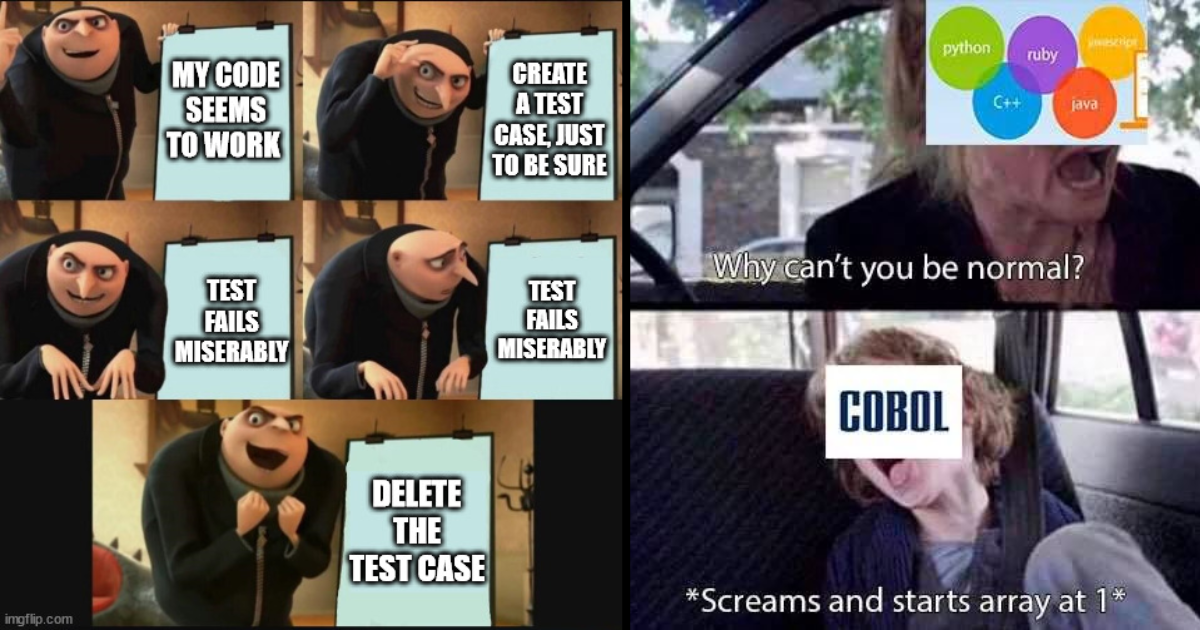 MY CODE
SEEMS
TO WORK
CREATE
A TEST
CASE, JUST
TO BE SURE
TEST
FAILS
MISERABLY
TEST
FAILS
MISERABLY
DELETE
THE
TEST CASE
imgflip.com
python
ruby
javascript
C++
java
Why can't you be normal?
COBOL
*Screams and starts array at 1*